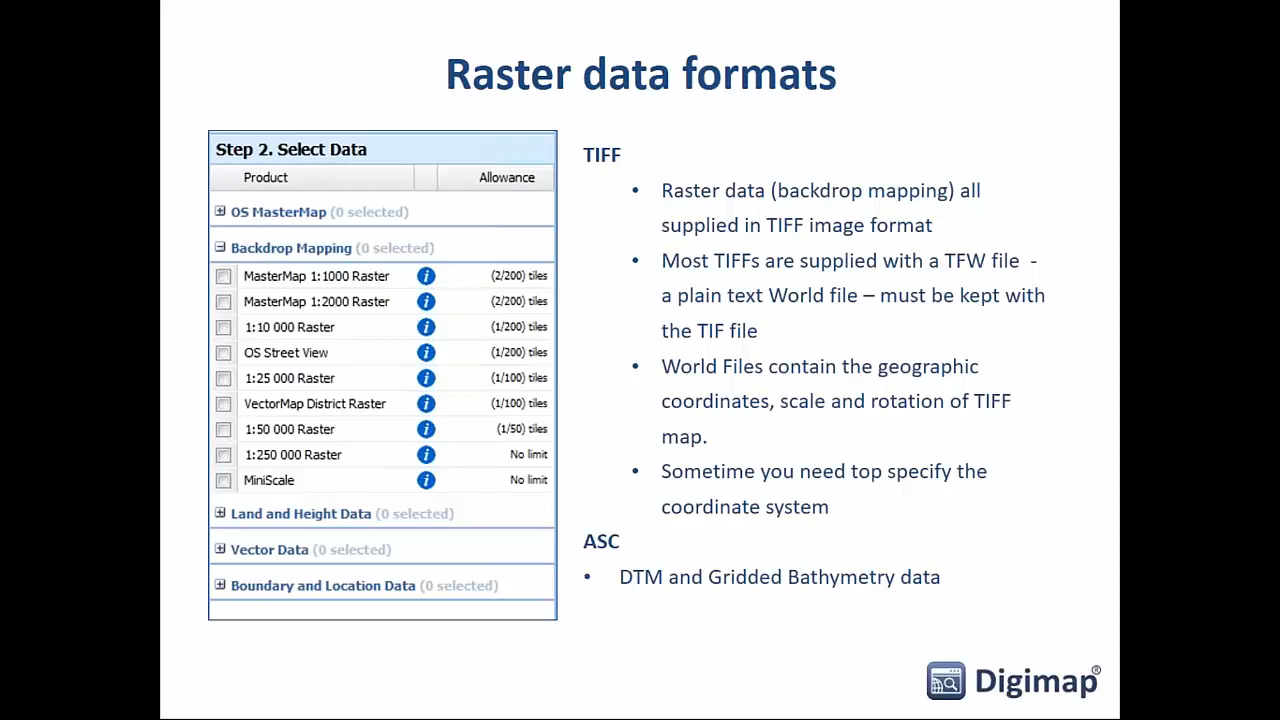 Raster data formats
Step 2. Select Data
Product Allowance
OS MasterMap (0 selected)
Backdrop Mapping (0 selected)
MasterMap 1:1000 Raster i (2/200) tiles
MasterMap 1:2000 Raster i (2/200) tiles
1:10 000 Raster i (1/200) tiles
OS Street View i (1/200) tiles
1:25 000 Raster i (1/100) tiles
VectorMap District Raster i (1/100) tiles
1:50 000 Raster i (1/50) tiles
1:250 000 Raster i No limit
MiniScale i No limit
Land and Height Data (0 selected)
Vector Data (0 selected)
Boundary and Location Data (0 selected)
TIFF
• Raster data (backdrop mapping) all
supplied in TIFF image format
• Most TIFFs are supplied with a TFW file -
a plain text World file – must be kept with
the TIF file
• World Files contain the geographic
coordinates, scale and rotation of TIFF
map.
• Sometime you need top specify the
coordinate system
ASC
• DTM and Gridded Bathymetry data
Digimap®